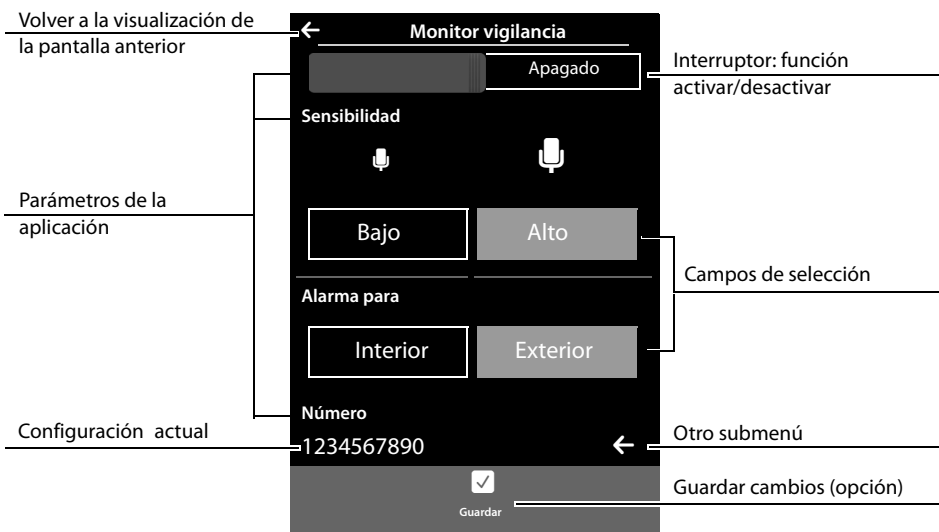 Volver a la visualización de
la pantalla anterior
Monitor vigilancia
Apagado
Interruptor: función
activar/desactivar
Sensibilidad
Parámetros de la
aplicación
Bajo
Alto
Campos de selección
Alarma para
Interior
Exterior
Número
Configuración actual
1234567890
Otro submenú
Guardar cambios (opción)
Guardar